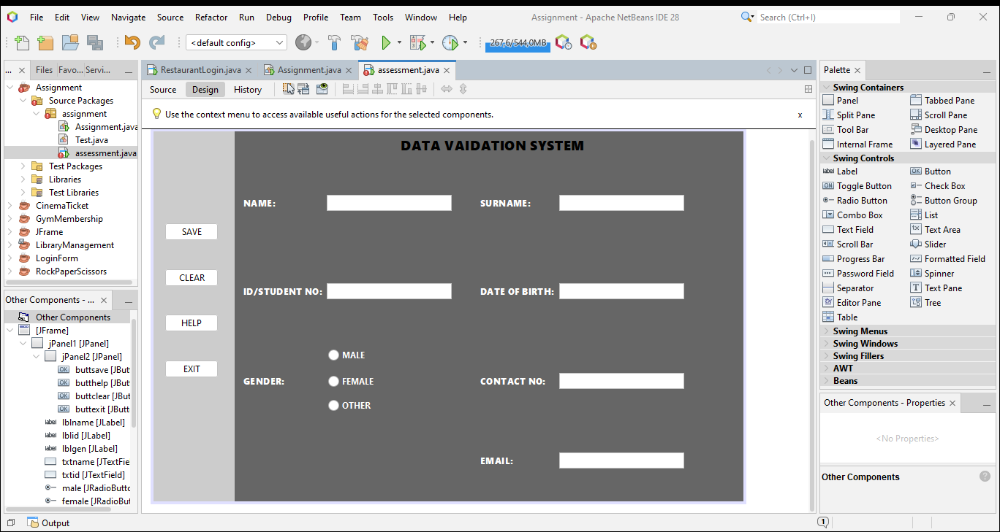 File Edit View Navigate Source Refactor Run Debug Profile Team Tools Window Help Assignment - Apache NetBeans IDE 28 Search (Ctrl+I)
<default config> 267,6/544,0MB
... Files Favo... Servi...
Assignment
Source Packages
assignment
Assignment.java
Test.java
assessment.java
Test Packages
Libraries
Test Libraries
CinemaTicket
GymMembership
JFrame
LibraryManagement
LoginForm
RockPaperScissors
Other Components - ...
Other Components
[JFrame]
jPanel1 [JPanel]
jPanel2 [JPanel]
buttsave [JButt
butthelp [JButt
buttclear [JBu
buttexit [JButt
lblname [JLabel]
lblid [JLabel]
lblgen [JLabel]
txtname [JTextFie
txtid [JTextField]
male [JRadioButto
female [JRadioBut
RestaurantLogin.java Assignment.java assessment.java
Source Design History
Use the context menu to access available useful actions for the selected components. x
DATA VAIDATION SYSTEM
NAME: SURNAME:
SAVE
CLEAR
ID/STUDENT NO: DATE OF BIRTH:
HELP
MALE
EXIT
GENDER: FEMALE CONTACT NO:
OTHER
EMAIL:
Palette
Swing Containers
Panel Tabbed Pane
Split Pane Scroll Pane
Tool Bar Desktop Pane
Internal Frame Layered Pane
Swing Controls
label Label OK Button
ON Toggle Button Check Box
Radio Button Button Group
Combo Box List
Text Field Text Area
Scroll Bar Slider
Progress Bar Formatted Field
Password Field Spinner
Separator Text Pane
Editor Pane Tree
Table
Swing Menus
Swing Windows
Swing Fillers
AWT
Beans
Other Components - Properties
<No Properties>
Other Components ?
Output 1